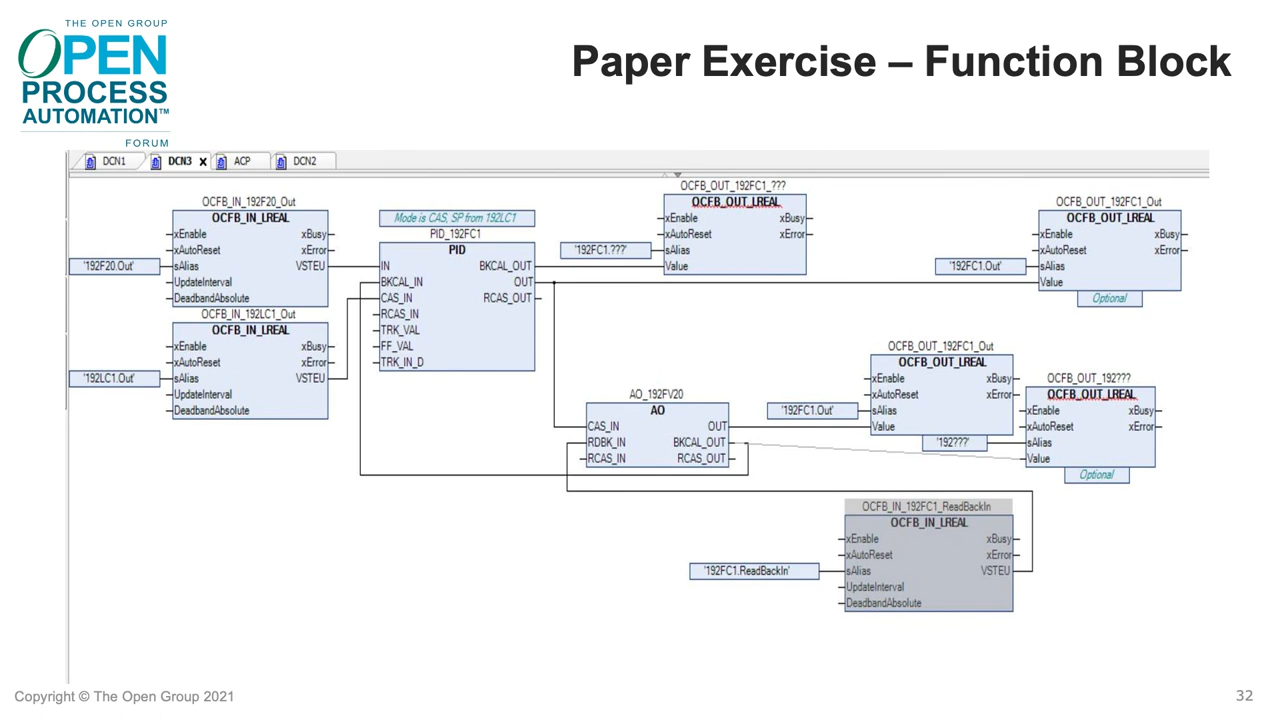 THE OPEN GROUP
OPEN
PROCESS
AUTOMATION™
FORUM
Paper Exercise – Function Block
DCN1
DCN3 X
ACP
DCN2
OCFB_IN_192F20_Out
OCFB_IN_LREAL
xEnable xBusy
xAutoReset xError
'192F20.Out'
sAlias VSTEU
UpdateInterval
DeadbandAbsolute
OCFB_IN_192LC1_Out
OCFB_IN_LREAL
xEnable xBusy
xAutoReset xError
'192LC1.Out'
sAlias VSTEU
UpdateInterval
DeadbandAbsolute
Mode is CAS, SP from 192LC1
PID_192FC1
PID
IN BKCAL_OUT
BKCAL_IN OUT
CAS_IN RCAS_OUT
RCAS_IN
TRK_VAL
FF_VAL
TRK_IN_D
OCFB_OUT_192FC1_???
OCFB_OUT_LREAL
xEnable xBusy
xAutoReset xError
'192FC1.???'
sAlias
Value
OCFB_OUT_192FC1_Out
OCFB_OUT_LREAL
xEnable xBusy
xAutoReset xError
'192FC1.Out'
sAlias
Value
Optional
AO_192FV20
AO
CAS_IN OUT
RDBK_IN BKCAL_OUT
RCAS_IN RCAS_OUT
OCFB_OUT_192FC1_Out
OCFB_OUT_LREAL
xEnable xBusy
xAutoReset xError
'192FC1.Out'
sAlias
Value
OCFB_OUT_192???
OCFB_OUT_LREAL
xEnable xBusy
xAutoReset xError
'192???'
sAlias
Value
Optional
OCFB_IN_192FC1_ReadBackIn
OCFB_IN_LREAL
xEnable xBusy
xAutoReset xError
'192FC1.ReadBackIn'
sAlias VSTEU
UpdateInterval
DeadbandAbsolute
Copyright © The Open Group 2021
32